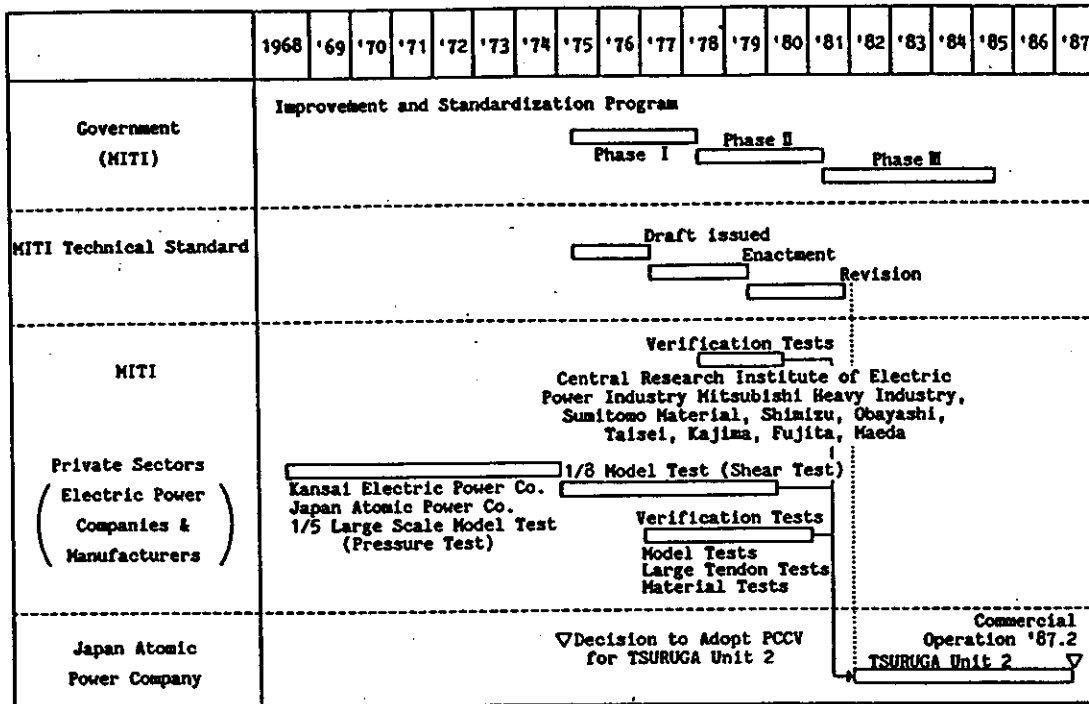 1968 '69 '70 '71 '72 '73 '74 '75 '76 '77 '78 '79 '80 '81 '82 '83 '84 '85 '86 '87
Government
(MITI)
Improvement and Standardization Program
Phase I
Phase II
Phase III
MITI Technical Standard
Draft issued
Enactment
Revision
MITI
Verification Tests
Central Research Institute of Electric
Power Industry Mitsubishi Heavy Industry,
Sumitomo Material, Shimizu, Obayashi,
Taisei, Kajima, Fujita, Maeda
Private Sectors
(Electric Power
Companies &
Manufacturers)
1/8 Model Test (Shear Test)
Kansai Electric Power Co.
Japan Atomic Power Co.
1/5 Large Scale Model Test
(Pressure Test)
Verification Tests
Model Tests
Large Tendon Tests
Material Tests
Japan Atomic
Power Company
▽Decision to Adopt PCCV
for TSURUGA Unit 2
Commercial
Operation '87.2
TSURUGA Unit 2 ▽